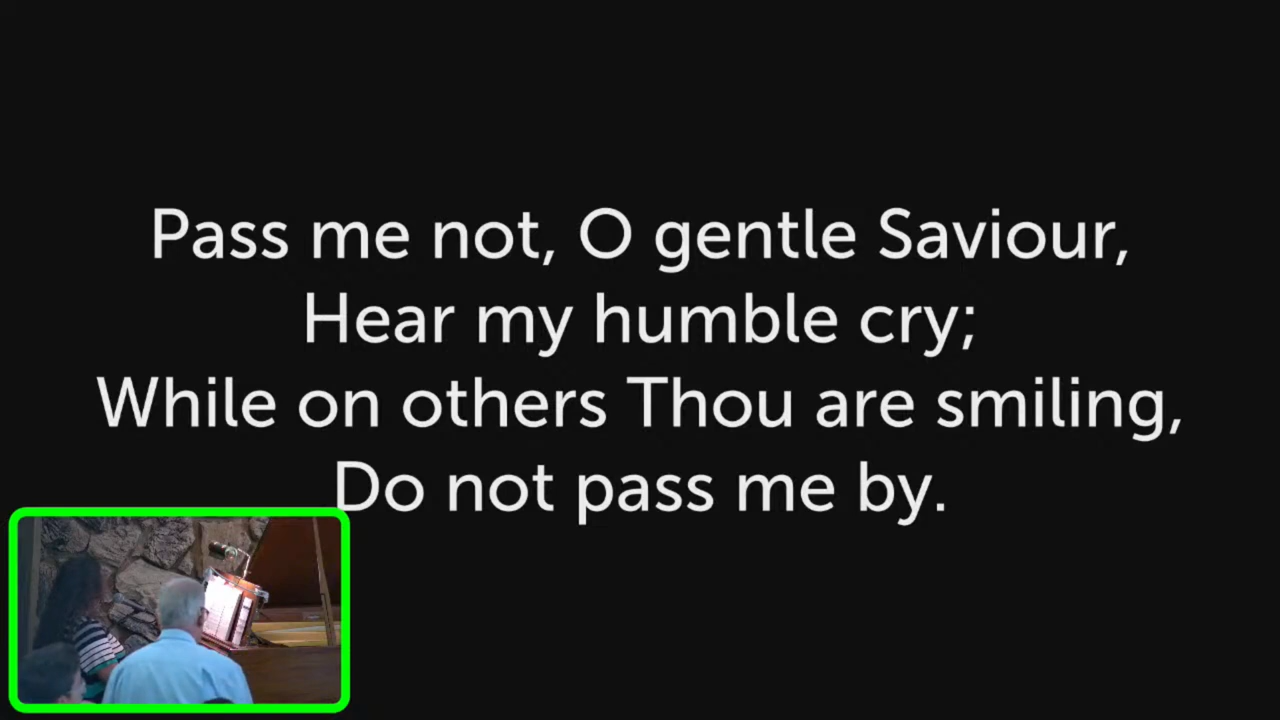 Pass me not, O gentle Saviour,
Hear my humble cry;
While on others Thou are smiling,
Do not pass me by.